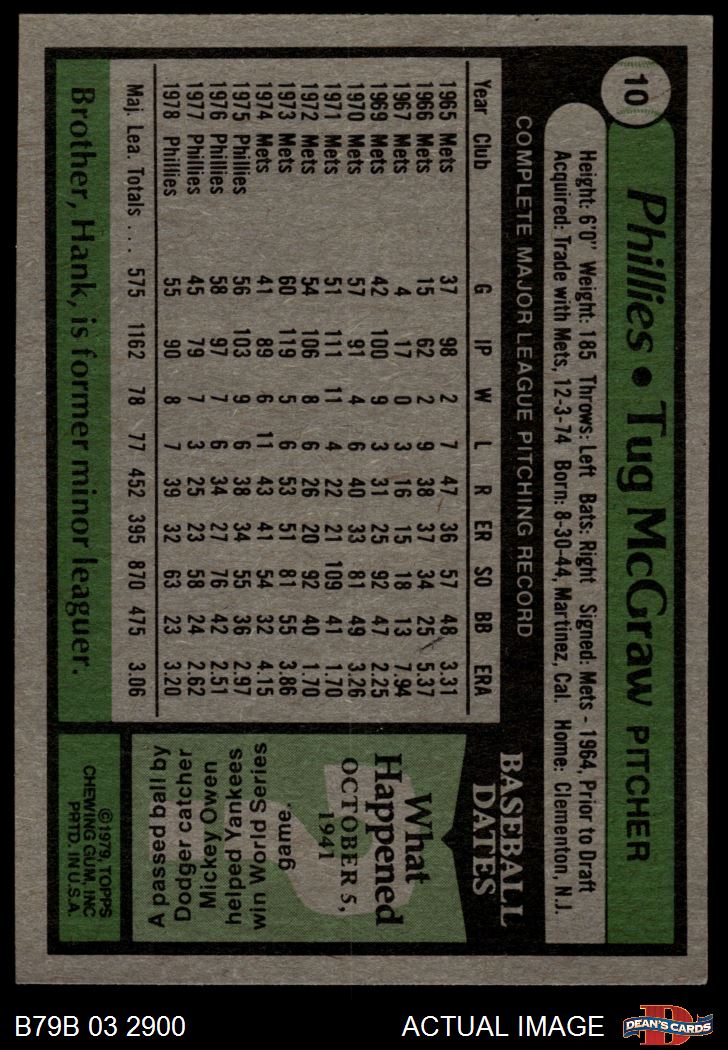 10
Phillies • Tug McGraw PITCHER
Height: 6'0" Weight: 185 Throws: Left Bats: Right Signed: Mets - 1964, Prior to Draft
Acquired: Trade with Mets, 12-3-74 Born: 8-30-44, Martinez, Cal. Home: Clementon, N.J.
COMPLETE MAJOR LEAGUE PITCHING RECORD
Year Club G IP W L R ER SO BB ERA
1965 Mets 37 98 2 7 47 36 57 48 3.31
1966 Mets 15 62 2 9 38 37 34 25 5.37
1967 Mets 4 17 0 3 16 15 18 13 7.94
1969 Mets 42 100 9 3 31 25 92 47 2.25
1970 Mets 57 91 4 6 40 33 81 49 3.26
1971 Mets 51 111 11 4 22 21 109 41 1.70
1972 Mets 54 106 8 6 26 20 92 40 1.70
1973 Mets 60 119 5 6 53 51 81 55 3.86
1974 Mets 41 89 6 11 43 41 54 32 4.15
1975 Phillies 56 103 9 6 38 34 55 36 2.97
1976 Phillies 58 97 7 6 34 27 76 42 2.51
1977 Phillies 45 79 7 3 25 23 58 24 2.62
1978 Phillies 55 90 8 7 39 32 63 23 3.20
Maj. Lea. Totals . . . 575 1162 78 77 452 395 870 475 3.06
Brother, Hank, is former minor leaguer.
BASEBALL
DATES
What
Happened
OCTOBER 5,
1941
A passed ball by
Dodger catcher
Mickey Owen
helped Yankees
win World Series
game.
©1979, TOPPS
CHEWING GUM, INC
PRTD. IN U.S.A.
B79B 03 2900
ACTUAL IMAGE
D
DEAN'S CARDS